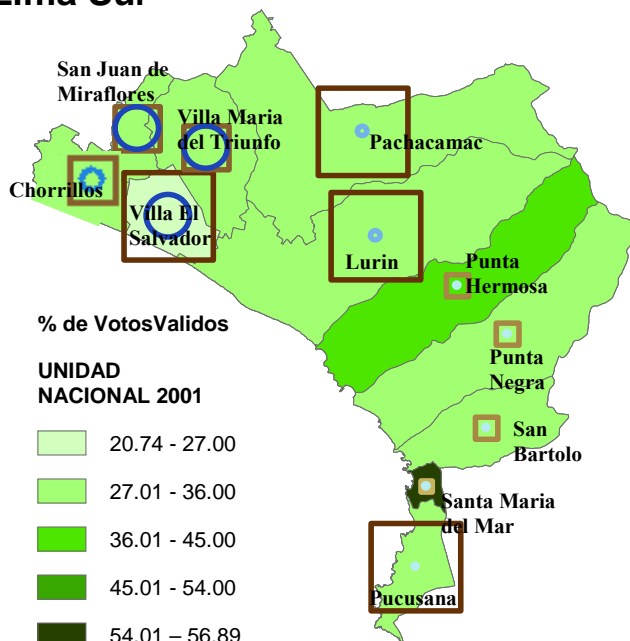 Lima Sur
San Juan de
Miraflores
Villa Maria
del Triunfo
Pachacamac
Chorrillos
Villa El
Salvador
Lurin
Punta
Hermosa
% de VotosValidos
Punta
Negra
UNIDAD
NACIONAL 2001
San
Bartolo
20.74 - 27.00
27.01 - 36.00
Santa Maria
del Mar
36.01 - 45.00
45.01 - 54.00
Pucusana
54.01 – 56.89